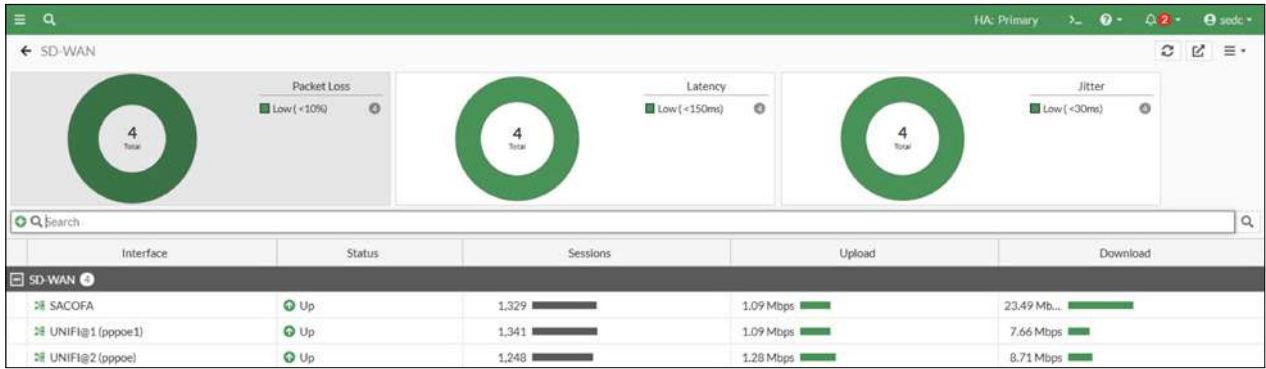 HA: Primary >_ 2 sedc
SD-WAN
Packet Loss
Low ( <10%) 4
4
Total
Latency
Low ( <150ms) 4
4
Total
Jitter
Low ( <30ms) 4
4
Total
Search
Interface Status Sessions Upload Download
SD-WAN 4
SACOFA Up 1,329 1.09 Mbps 23.49 Mb...
UNIFI@1 (pppoe1) Up 1,341 1.09 Mbps 7.66 Mbps
UNIFI@2 (pppoe) Up 1,248 1.28 Mbps 8.71 Mbps